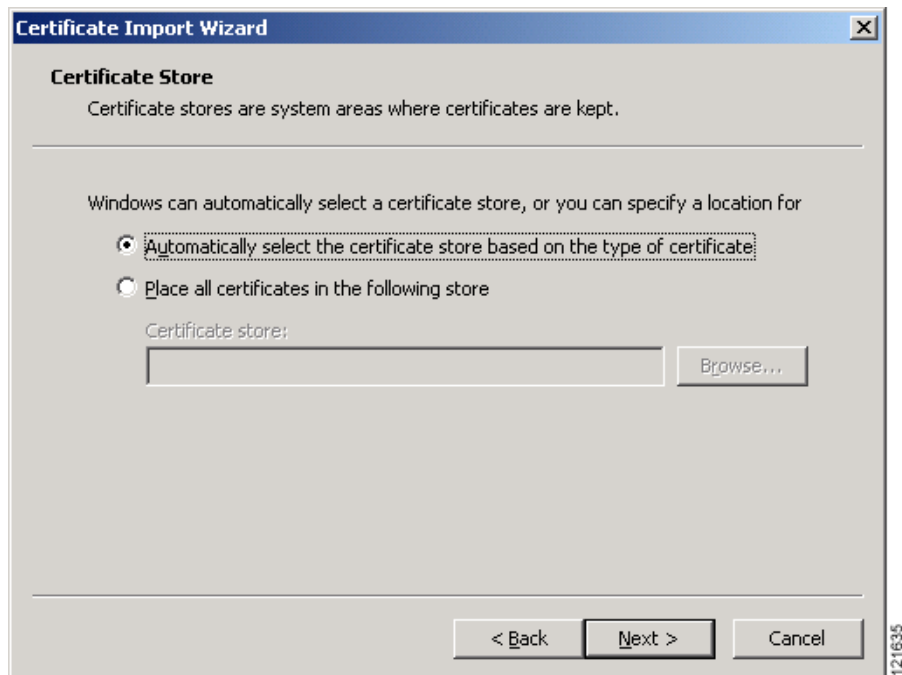 Certificate Import Wizard
Certificate Store
Certificate stores are system areas where certificates are kept.
Windows can automatically select a certificate store, or you can specify a location for
Automatically select the certificate store based on the type of certificate
Place all certificates in the following store
Certificate store:
Browse...
< Back
Next >
Cancel
121635